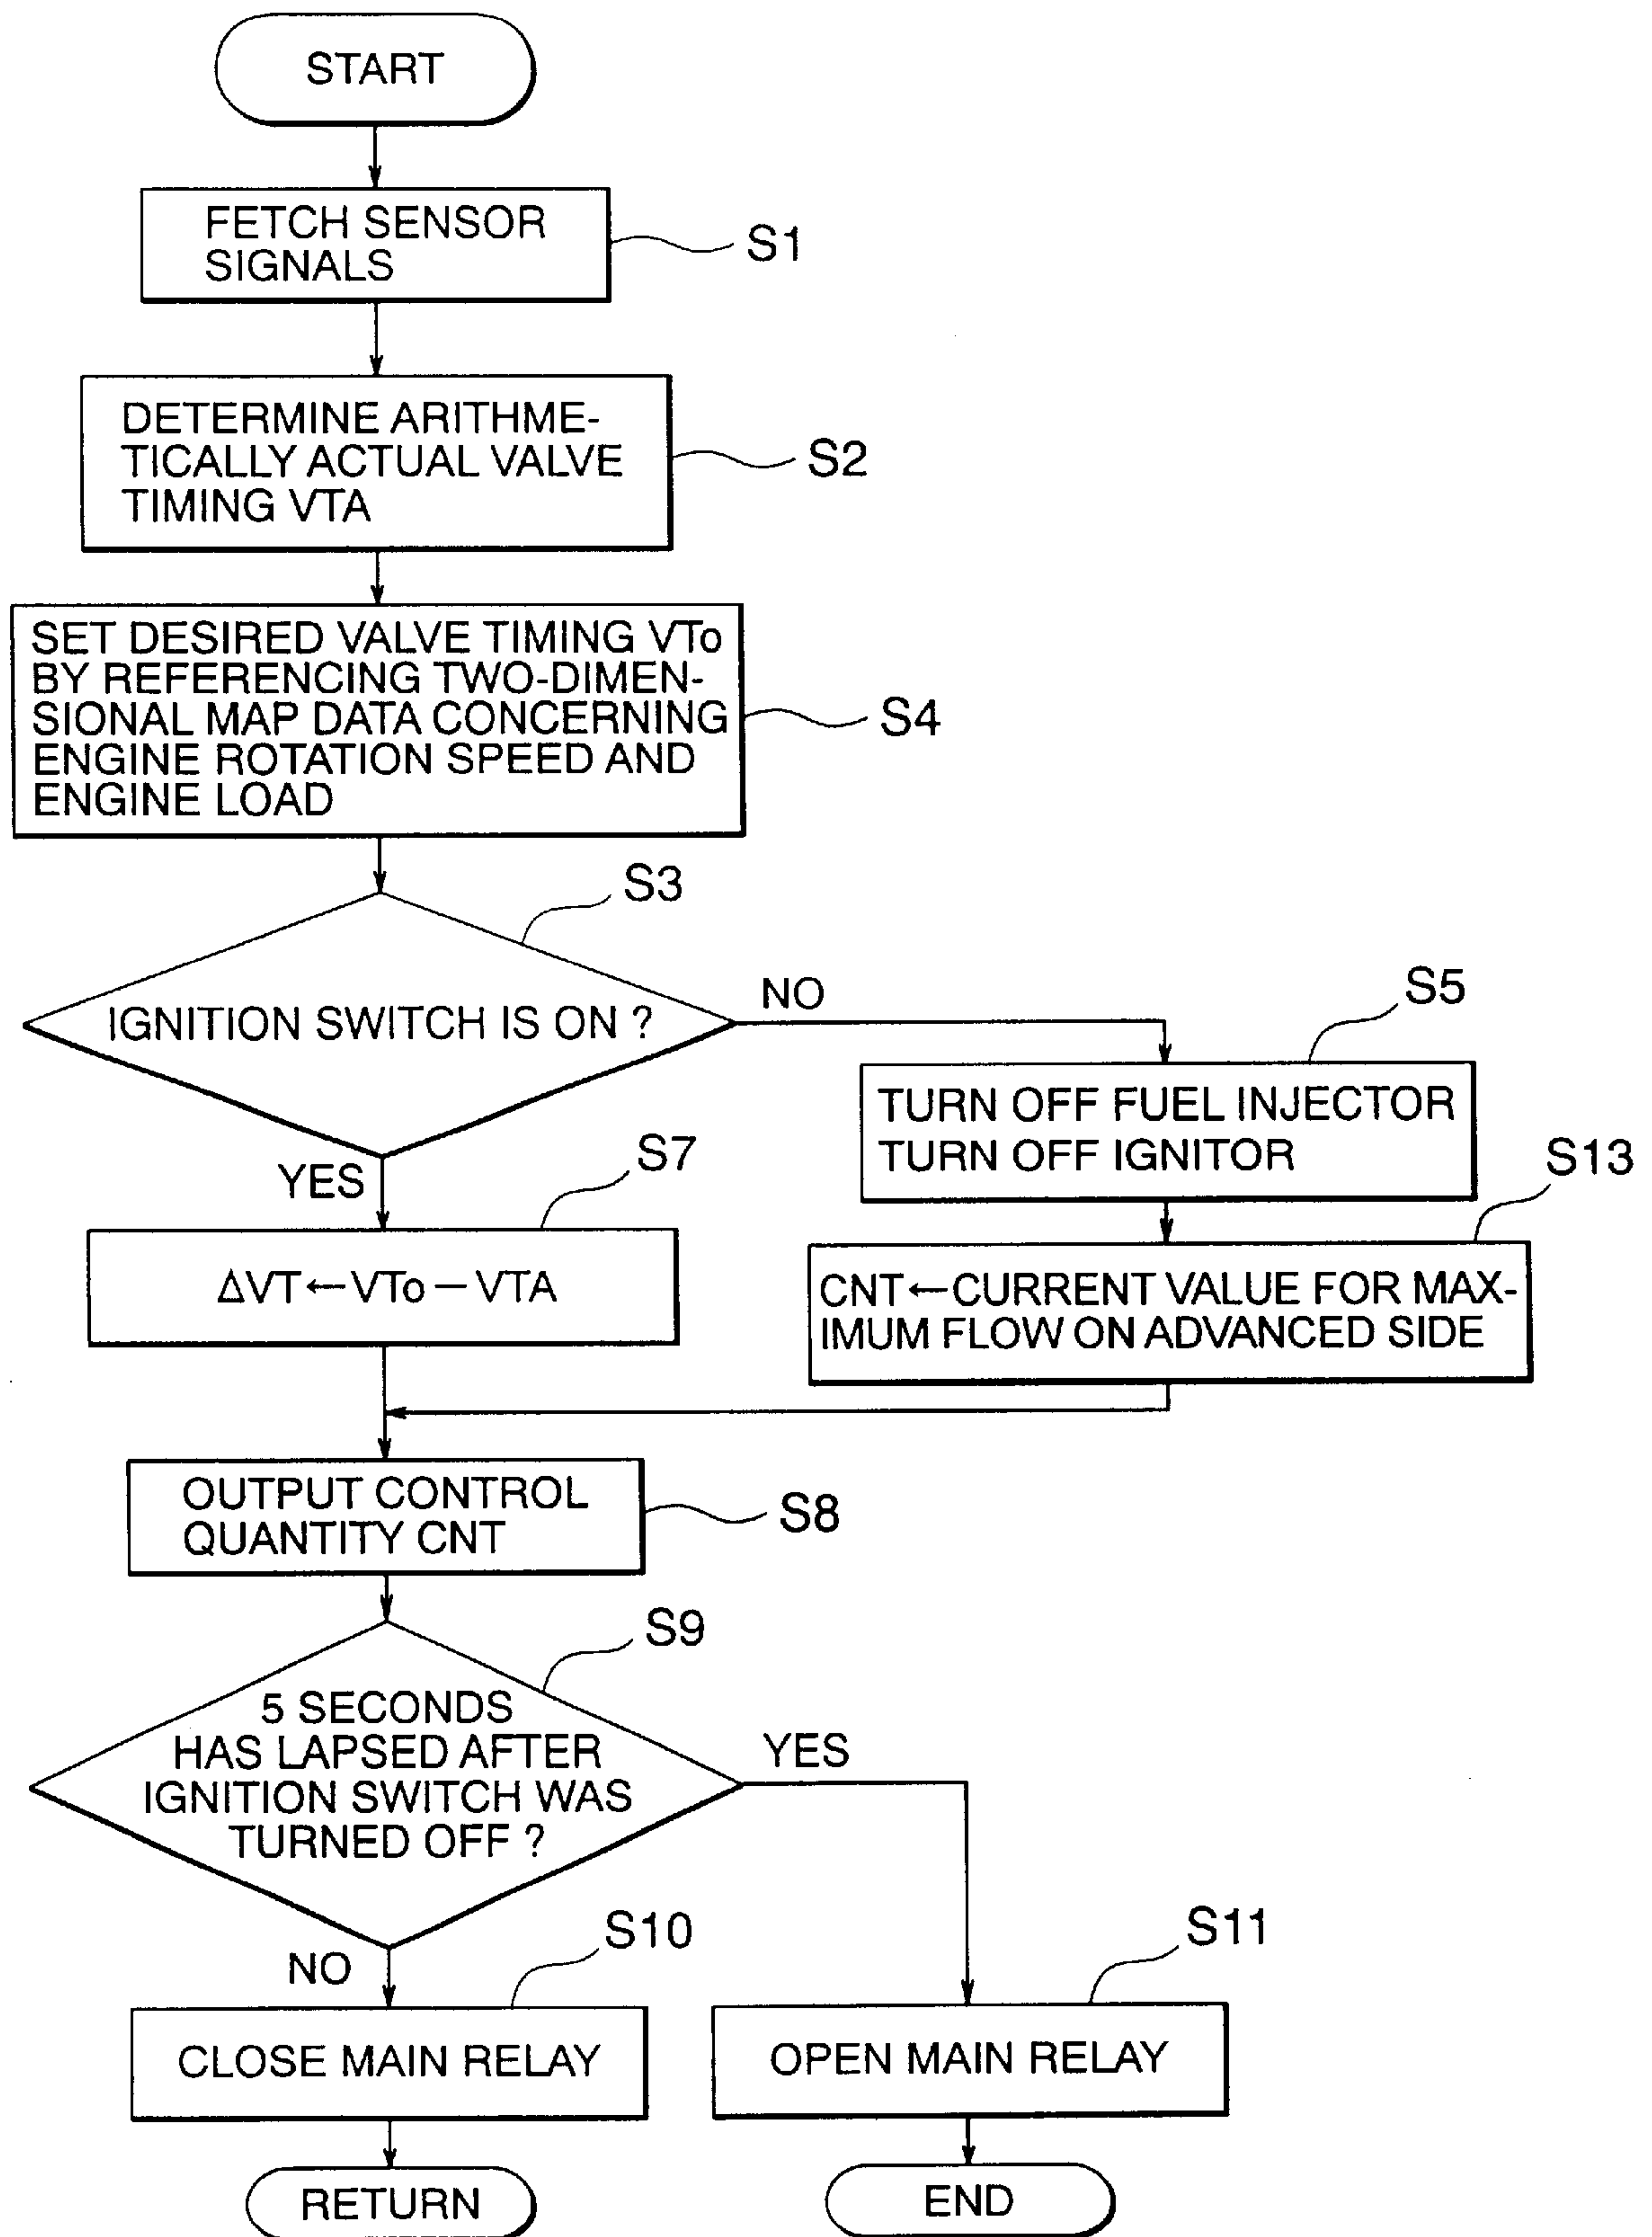 START
FETCH SENSOR
SIGNALS
S1
DETERMINE ARITHME-
TICALLY ACTUAL VALVE
TIMING VTA
S2
SET DESIRED VALVE TIMING VTo
BY REFERENCING TWO-DIMEN-
SIONAL MAP DATA CONCERNING
ENGINE ROTATION SPEED AND
ENGINE LOAD
S4
S3
IGNITION SWITCH IS ON ?
NO
S5
TURN OFF FUEL INJECTOR
TURN OFF IGNITOR
YES
S7
S13
ΔVT←VTo－VTA
CNT←CURRENT VALUE FOR MAX-
IMUM FLOW ON ADVANCED SIDE
OUTPUT CONTROL
QUANTITY CNT
S8
S9
5 SECONDS
HAS LAPSED AFTER
IGNITION SWITCH WAS
TURNED OFF ?
YES
NO
S10
S11
CLOSE MAIN RELAY
OPEN MAIN RELAY
RETURN
END